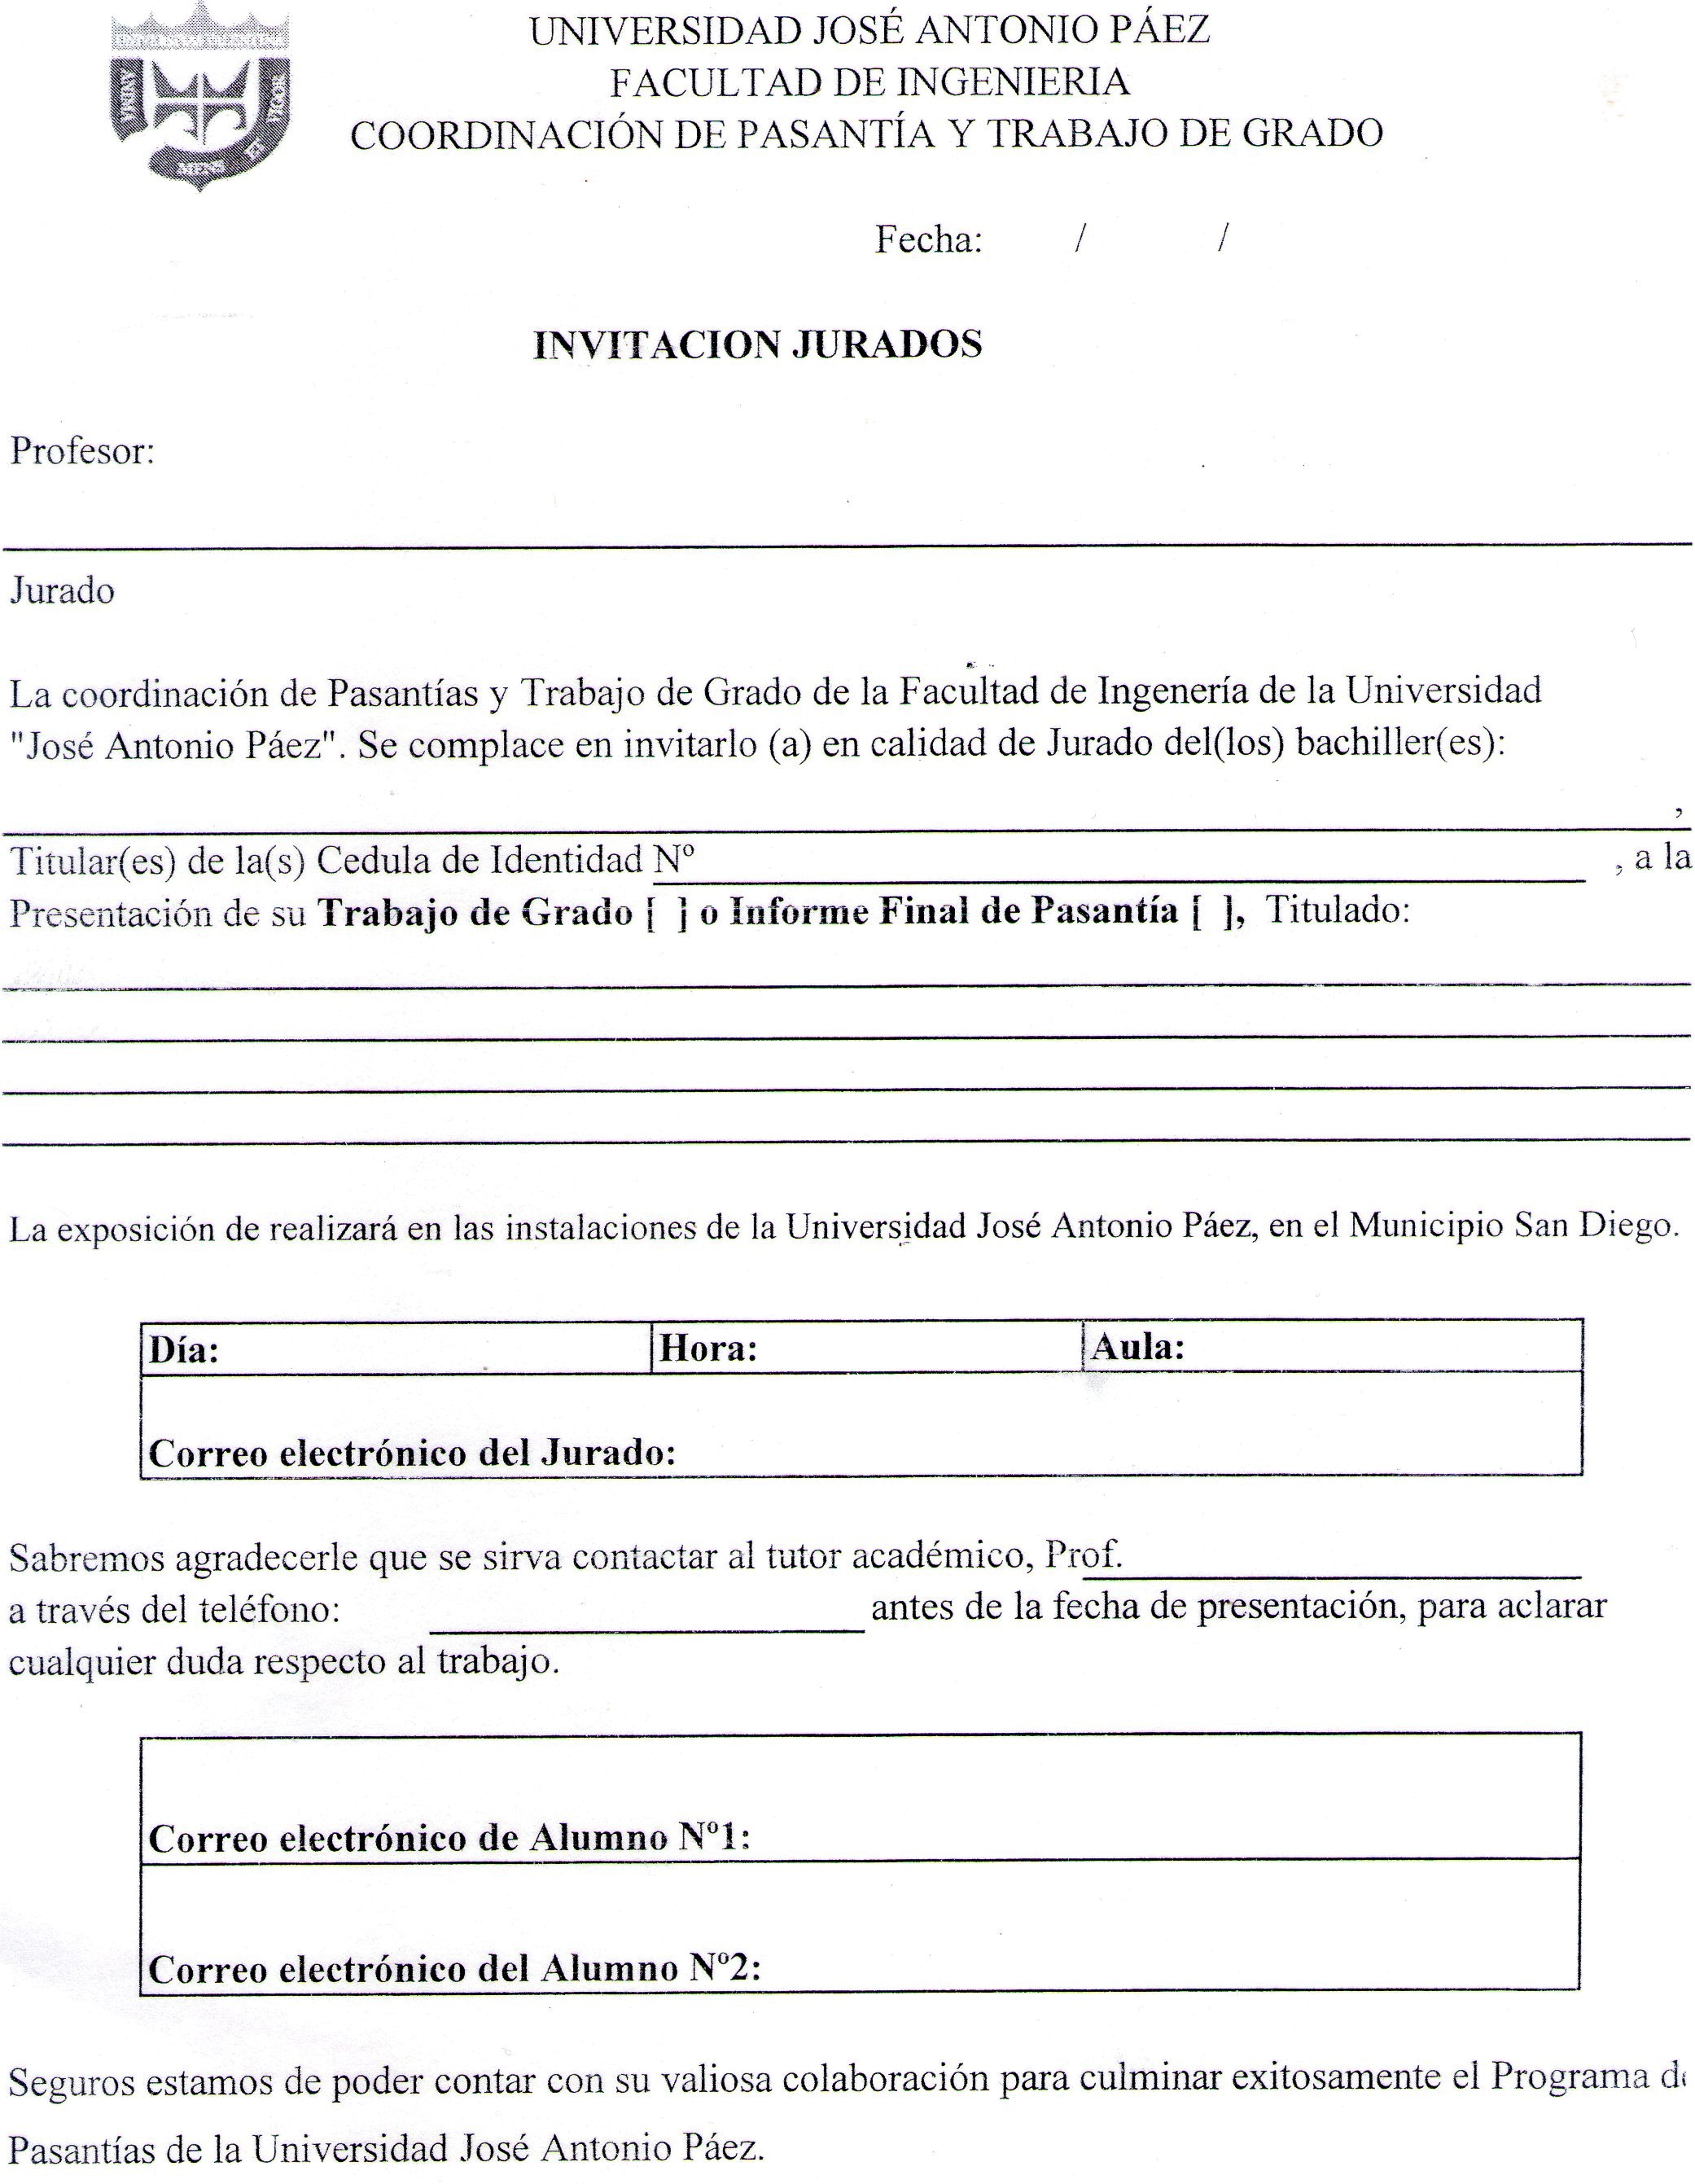 UNIVERSIDAD JOSÉ ANTONIO PÁEZ
FACULTAD DE INGENIERIA
COORDINACIÓN DE PASANTÍA Y TRABAJO DE GRADO
ANIMA
VIGOR
ET
MENS
Fecha: / /
INVITACION JURADOS
Profesor:
Jurado
La coordinación de Pasantías y Trabajo de Grado de la Facultad de Ingenería de la Universidad
"José Antonio Páez". Se complace en invitarlo (a) en calidad de Jurado del(los) bachiller(es):
,
Titular(es) de la(s) Cedula de Identidad Nº , a la
Presentación de su Trabajo de Grado [ ] o Informe Final de Pasantía [ ], Titulado:
La exposición de realizará en las instalaciones de la Universidad José Antonio Páez, en el Municipio San Diego.
Día: Hora: Aula:
Correo electrónico del Jurado:
Sabremos agradecerle que se sirva contactar al tutor académico, Prof.
a través del teléfono: antes de la fecha de presentación, para aclarar
cualquier duda respecto al trabajo.
Correo electrónico de Alumno Nº1:
Correo electrónico del Alumno Nº2:
Seguros estamos de poder contar con su valiosa colaboración para culminar exitosamente el Programa de
Pasantías de la Universidad José Antonio Páez.